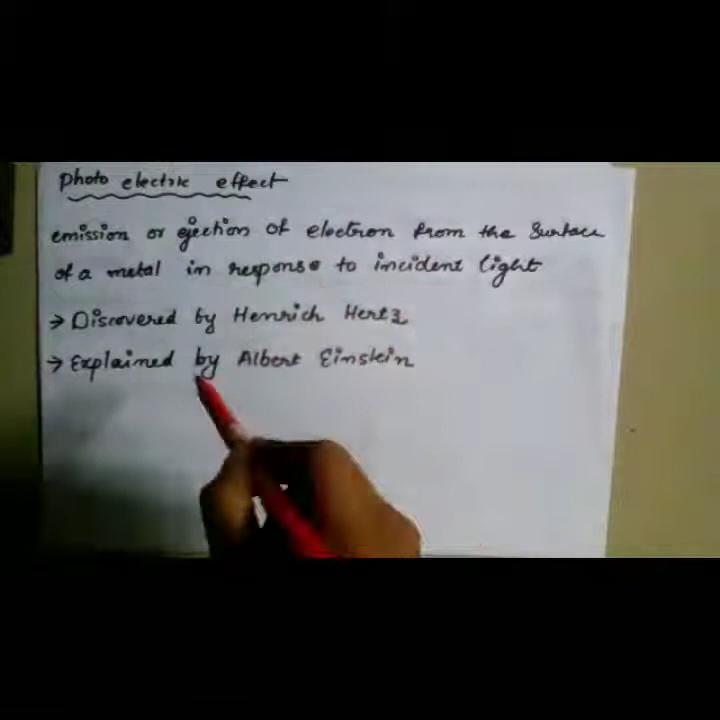 Photo electric effect
emission or ejection of electron from the surface
of a metal in response to incident light
→ Discovered by Henrich Hertz
→ Explained by Albert Einstein